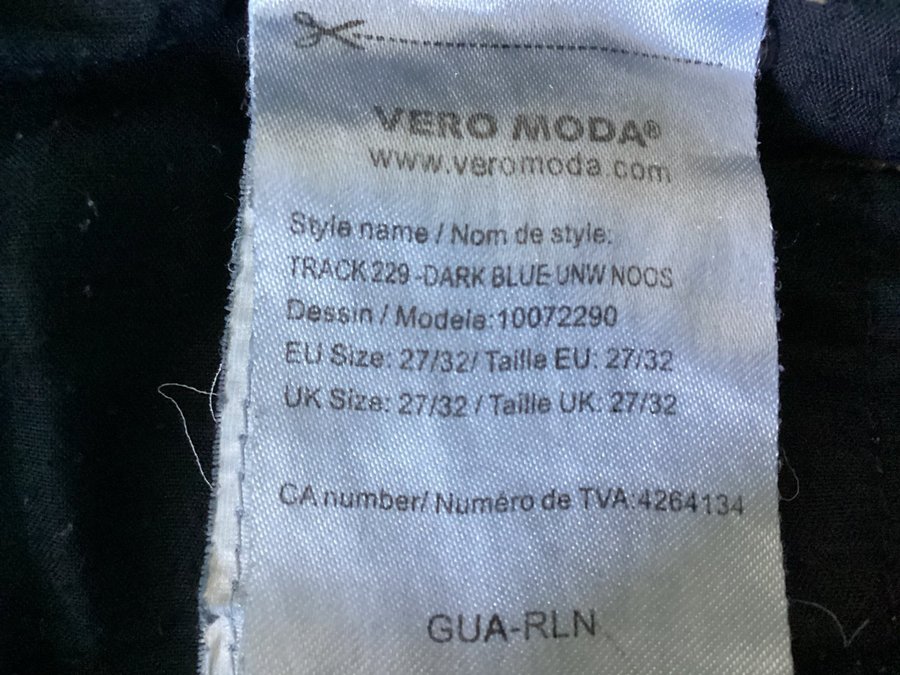 VERO MODA®
www.veromoda.com
Style name / Nom de style:
TRACK 229 -DARK BLUE UNW NOOS
Dessin / Modele:10072290
EU Size: 27/32/ Taille EU: 27/32
UK Size: 27/32 / Taille UK: 27/32
CA number/ Numéro de TVA:4264134
GUA-RLN